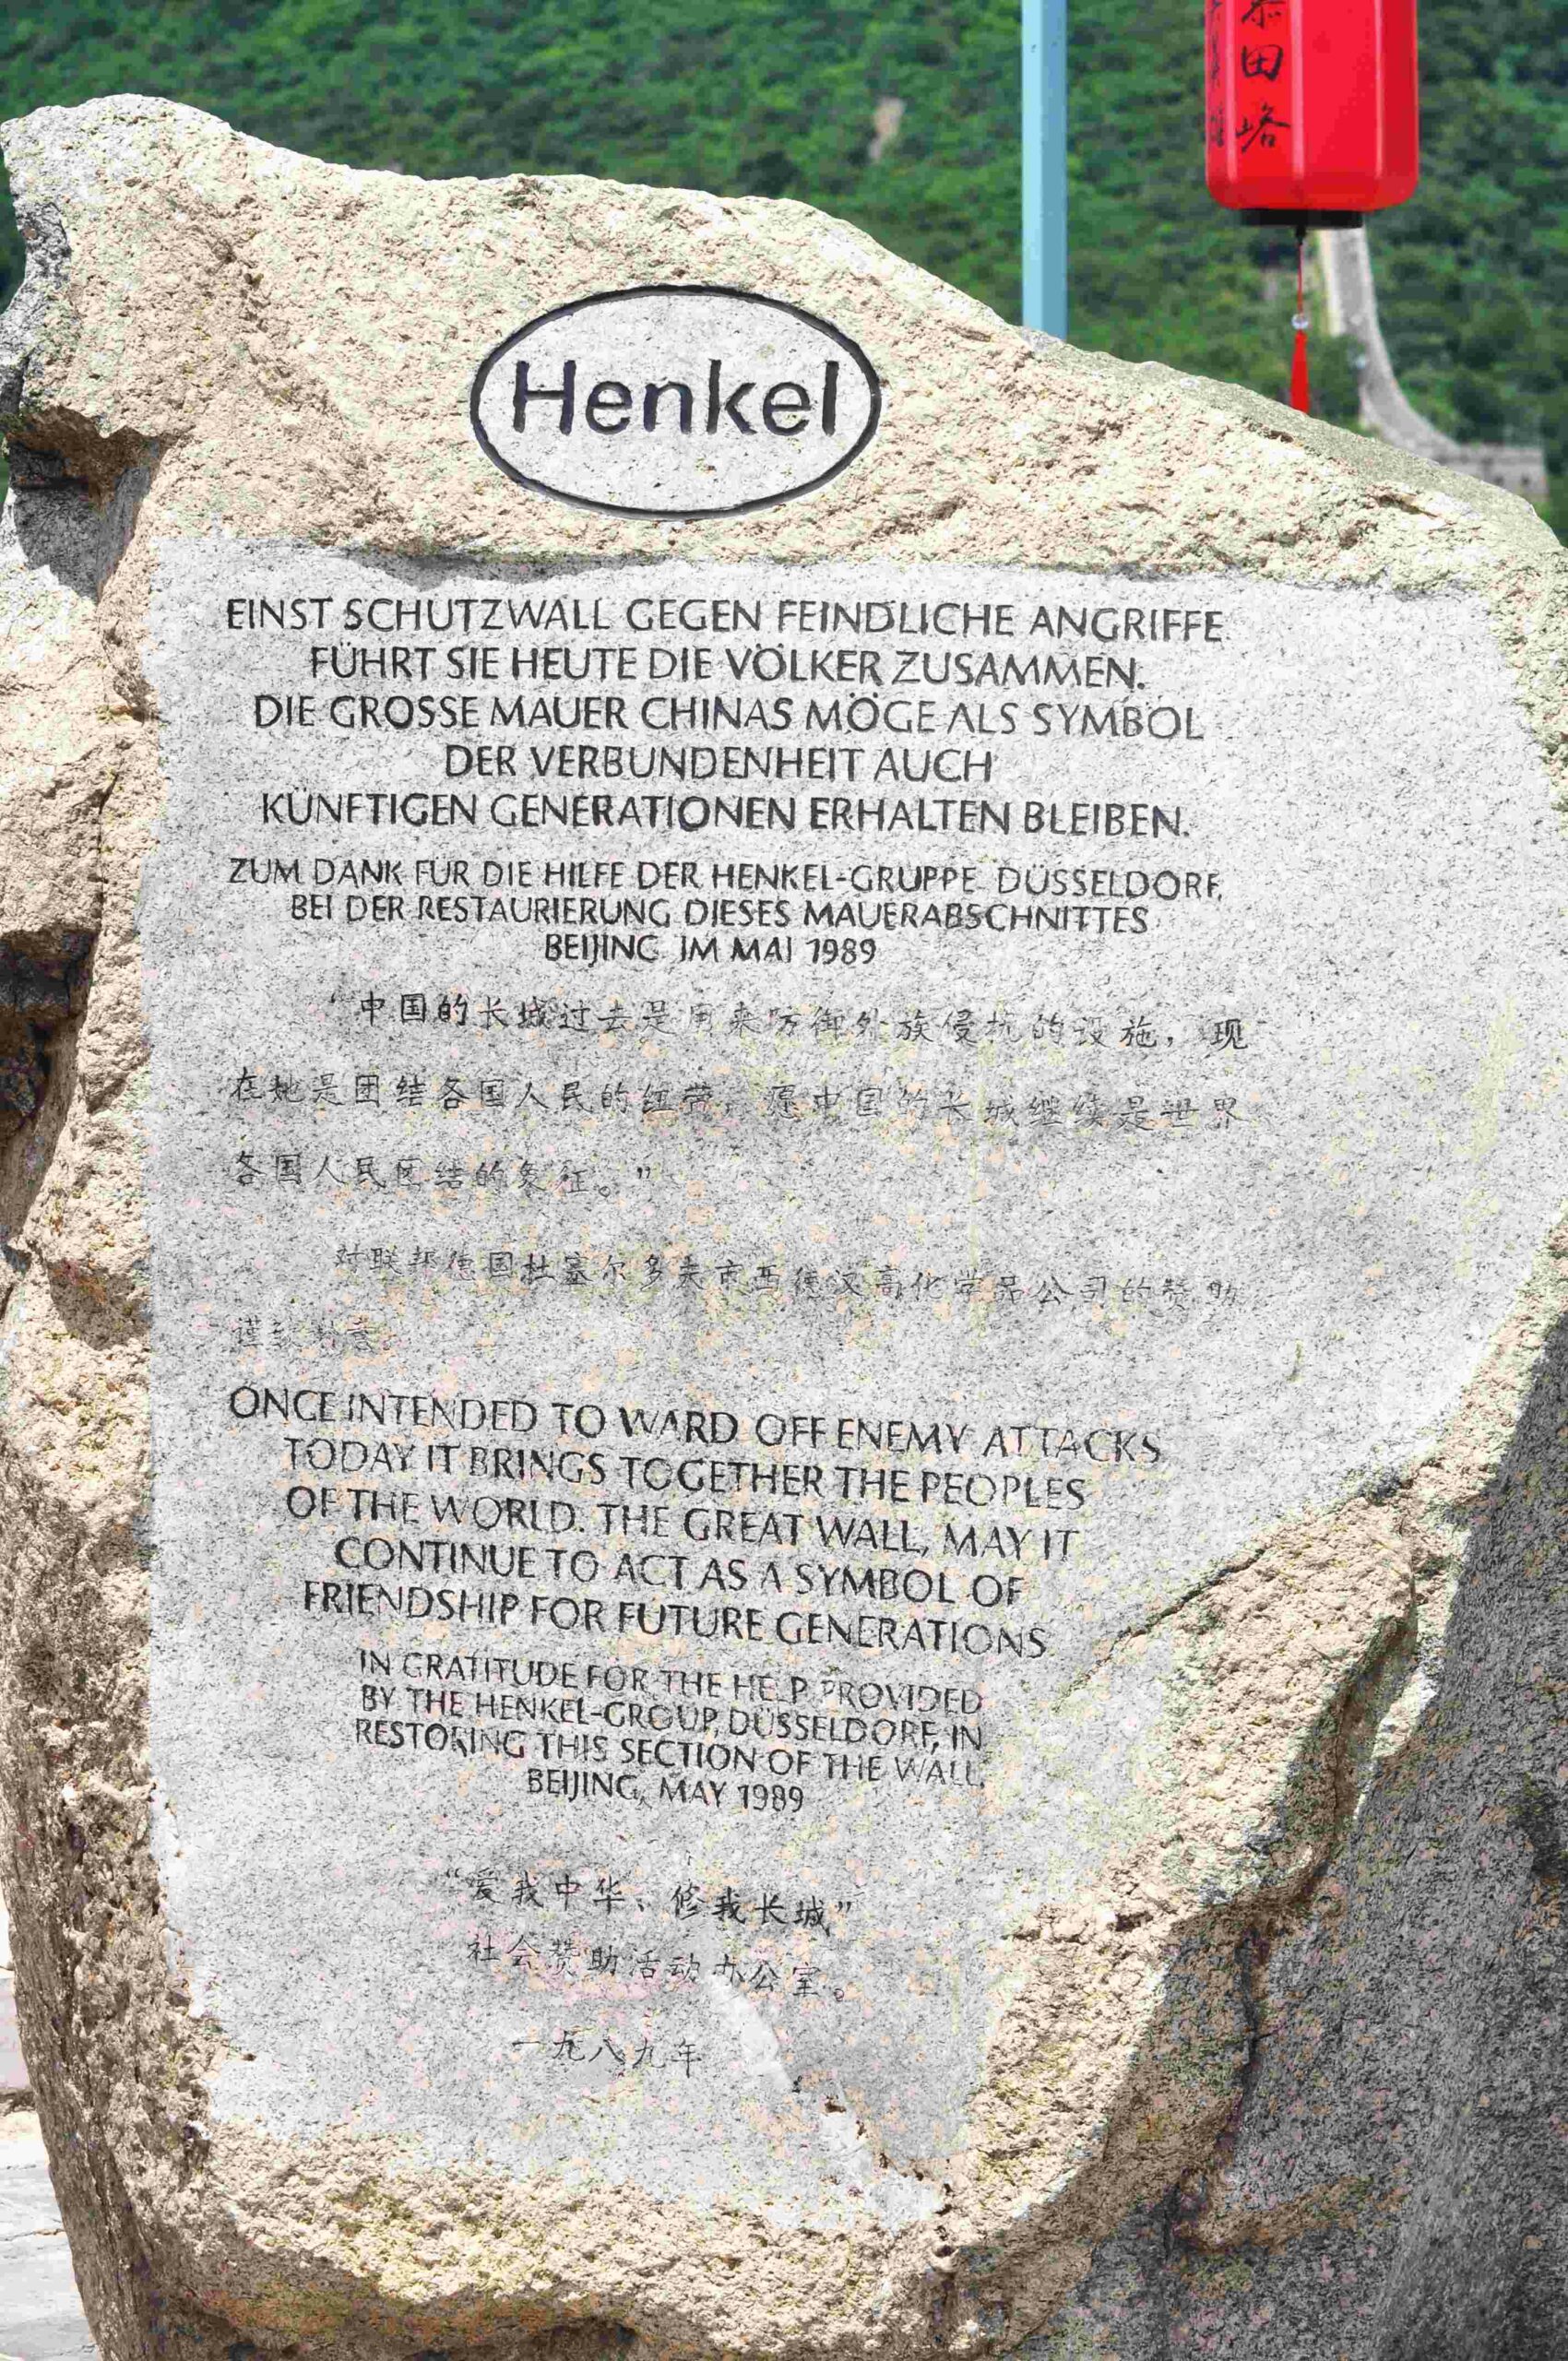 田
峪
Henkel
EINST SCHUTZWALL GEGEN FEINDLICHE ANGRIFFE
FÜHRT SIE HEUTE DIE VÖLKER ZUSAMMEN.
DIE GROSSE MAUER CHINAS MÖGE ALS SYMBOL
DER VERBUNDENHEIT AUCH
KÜNFTIGEN GENERATIONEN ERHALTEN BLEIBEN.
ZUM DANK FÜR DIE HILFE DER HENKEL-GRUPPE DÜSSELDORF,
BEI DER RESTAURIERUNG DIESES MAUERABSCHNITTES
BEIJING IM MAI 1989
“中国的长城过去是用来防御外族侵扰的设施，现
在她是团结各国人民的纽带，愿中国的长城继续是世界
各国人民团结的象征。”
对联邦德国杜塞尔多夫市西德汉高化学品公司的赞助
谨致谢意。
ONCE INTENDED TO WARD OFF ENEMY ATTACKS
TODAY IT BRINGS TOGETHER THE PEOPLES
OF THE WORLD. THE GREAT WALL, MAY IT
CONTINUE TO ACT AS A SYMBOL OF
FRIENDSHIP FOR FUTURE GENERATIONS
IN GRATITUDE FOR THE HELP PROVIDED
BY THE HENKEL-GROUP, DÜSSELDORF, IN
RESTORING THIS SECTION OF THE WALL.
BEIJING, MAY 1989
“爱我中华、修我长城”
社会赞助活动办公室。
一九八九年